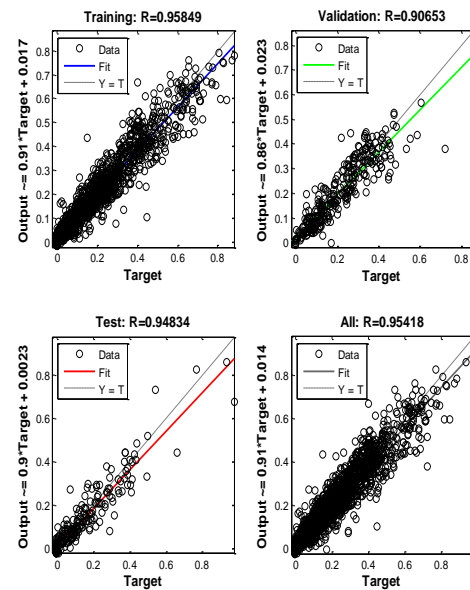 Training: R=0.95849
Output ~= 0.91*Target + 0.017
Data
Fit
Y = T
0.8
0.7
0.6
0.5
0.4
0.3
0.2
0.1
0
0 0.2 0.4 0.6 0.8
Target
Validation: R=0.90653
Output ~= 0.86*Target + 0.023
Data
Fit
Y = T
0.8
0.7
0.6
0.5
0.4
0.3
0.2
0.1
0
0 0.2 0.4 0.6 0.8
Target
Test: R=0.94834
Output ~= 0.9*Target + 0.0023
Data
Fit
Y = T
0.8
0.6
0.4
0.2
0
0 0.2 0.4 0.6 0.8
Target
All: R=0.95418
Output ~= 0.91*Target + 0.014
Data
Fit
Y = T
0.8
0.6
0.4
0.2
0
0 0.2 0.4 0.6 0.8
Target